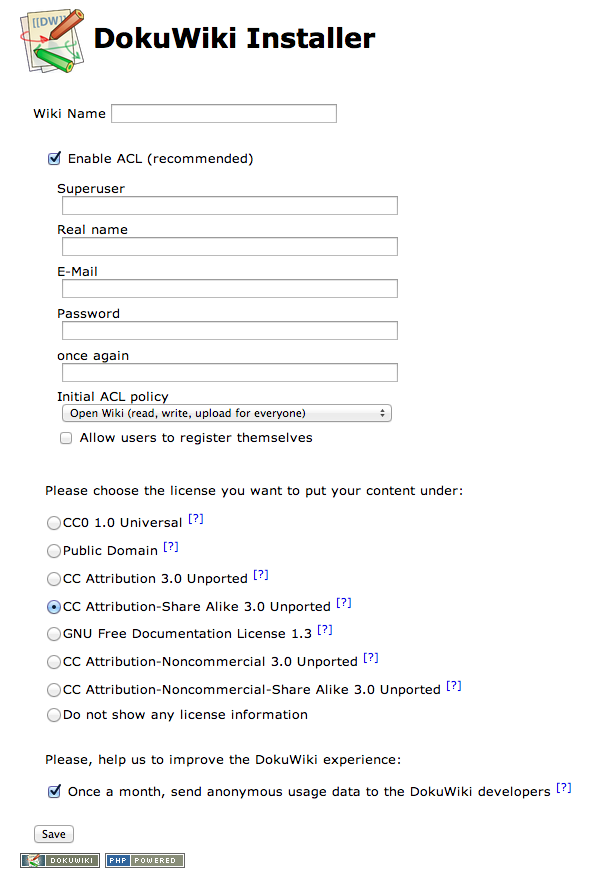 [[DW]]
DokuWiki Installer
Wiki Name
Enable ACL (recommended)
Superuser
Real name
E-Mail
Password
once again
Initial ACL policy
Open Wiki (read, write, upload for everyone)
Allow users to register themselves
Please choose the license you want to put your content under:
CC0 1.0 Universal [?]
Public Domain [?]
CC Attribution 3.0 Unported [?]
CC Attribution-Share Alike 3.0 Unported [?]
GNU Free Documentation License 1.3 [?]
CC Attribution-Noncommercial 3.0 Unported [?]
CC Attribution-Noncommercial-Share Alike 3.0 Unported [?]
Do not show any license information
Please, help us to improve the DokuWiki experience:
Once a month, send anonymous usage data to the DokuWiki developers [?]
Save
DOKUWIKI PHP POWERED